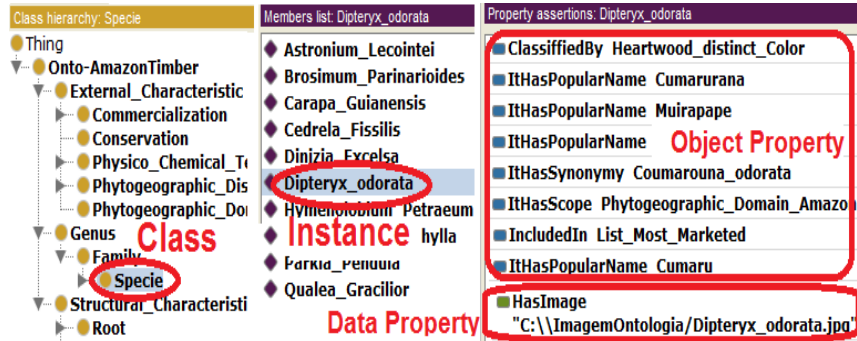 Class hierarchy: Specie
Thing
Onto-AmazonTimber
External_Characteristic
Commercialization
Conservation
Physico_Chemical_Te
Phytogeographic_Dis
Phytogeographic_Dor
Genus
Class
Family
Specie
Structural_Characteristi
Root
Members list: Dipteryx_odorata
Astronium_Lecointei
Brosimum_Parinarioides
Carapa_Guianensis
Cedrela_Fissilis
Dinizia_Excelsa
Dipteryx_odorata
Hymenolobium_Petraeum
Instance hylla
Parkia_Pendula
Qualea_Gracilior
Data Property
Property assertions: Dipteryx_odorata
ClassiffiedBy Heartwood_distinct_Color
ItHasPopularName Cumarurana
ItHasPopularName Muirapape
ItHasPopularName
Object Property
ItHasSynonymy Coumarouna_odorata
ItHasScope Phytogeographic_Domain_Amazon
IncludedIn List_Most_Marketed
ItHasPopularName Cumaru
HasImage
"C:\\ImagemOntologia/Dipteryx_odorata.jpg"